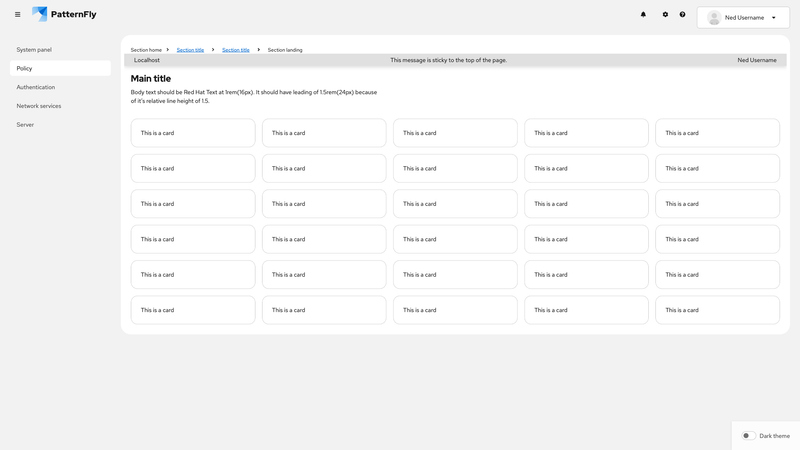 PatternFly
Ned Username
System panel
Policy
Authentication
Network services
Server
Section home Section title Section title Section landing
Localhost This message is sticky to the top of the page. Ned Username
Main title
Body text should be Red Hat Text at 1rem(16px). It should have leading of 1.5rem(24px) because
of it's relative line height of 1.5.
This is a card This is a card This is a card This is a card This is a card
This is a card This is a card This is a card This is a card This is a card
This is a card This is a card This is a card This is a card This is a card
This is a card This is a card This is a card This is a card This is a card
This is a card This is a card This is a card This is a card This is a card
This is a card This is a card This is a card This is a card This is a card
Dark theme